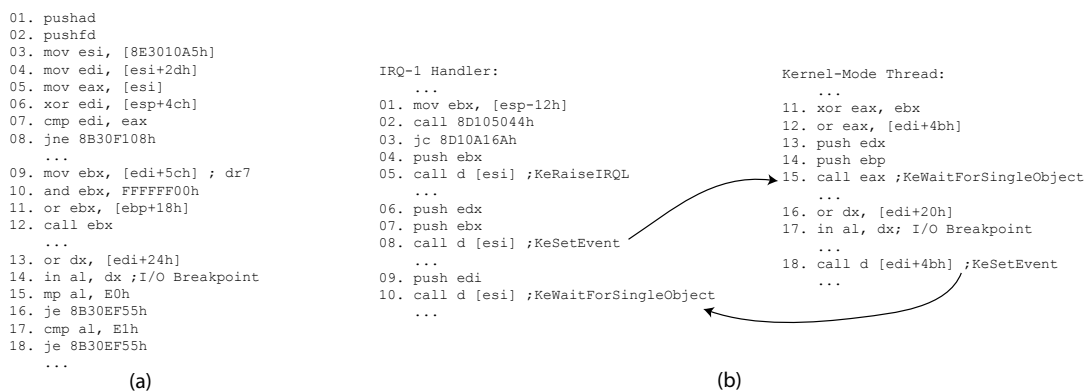 01. pushad
02. pushfd
03. mov esi, [8E3010A5h]
04. mov edi, [esi+2dh]
05. mov eax, [esi]
06. xor edi, [esp+4ch]
07. cmp edi, eax
08. jne 8B30F108h
...
09. mov ebx, [edi+5ch] ; dr7
10. and ebx, FFFFFF00h
11. or ebx, [ebp+18h]
12. call ebx
...
13. or dx, [edi+24h]
14. in al, dx ;I/O Breakpoint
15. mp al, E0h
16. je 8B30EF55h
17. cmp al, E1h
18. je 8B30EF55h
...
(a)
IRQ-1 Handler:
...
01. mov ebx, [esp-12h]
02. call 8D105044h
03. jc 8D10A16Ah
04. push ebx
05. call d [esi] ;KeRaiseIRQL
...
06. push edx
07. push ebx
08. call d [esi] ;KeSetEvent
...
09. push edi
10. call d [esi] ;KeWaitForSingleObject
...
Kernel-Mode Thread:
...
11. xor eax, ebx
12. or eax, [edi+4bh]
13. push edx
14. push ebp
15. call eax ;KeWaitForSingleObject
...
16. or dx, [edi+20h]
17. in al, dx; I/O Breakpoint
...
18. call d [edi+4bh] ;KeSetEvent
...
(b)